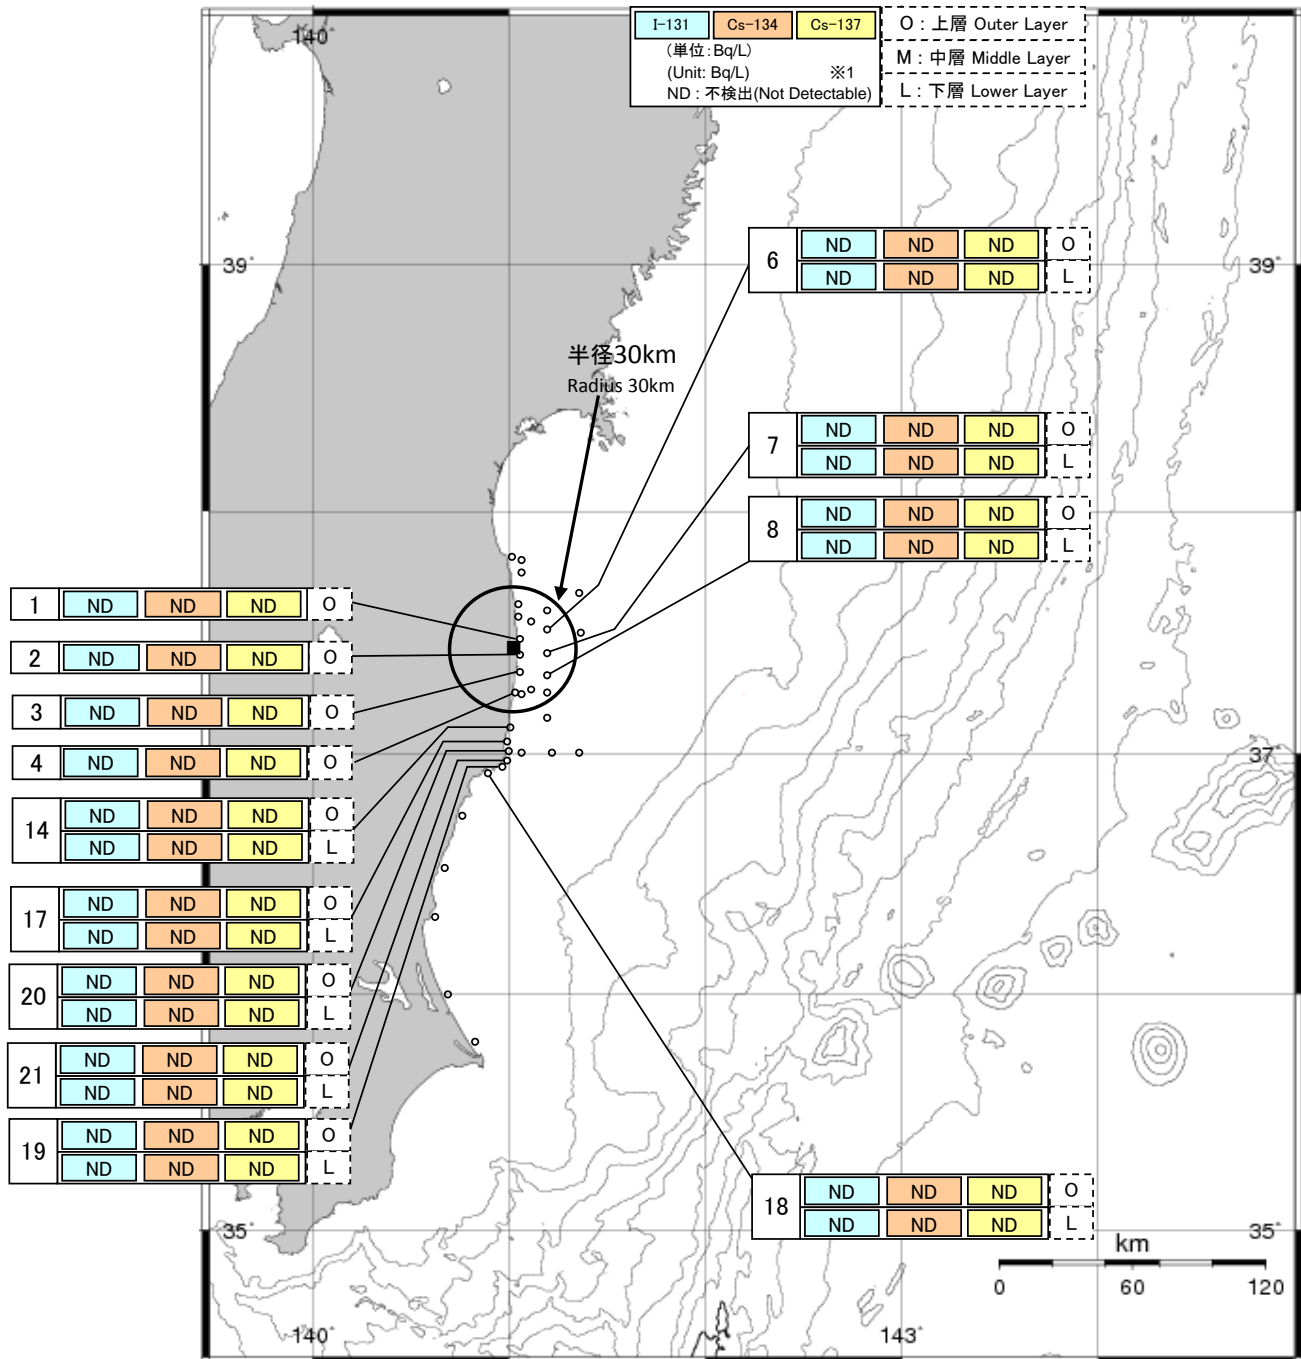 I-131 Cs-134 Cs-137
(単位:Bq/L)
(Unit: Bq/L) ※1
ND : 不検出(Not Detectable)
O : 上層 Outer Layer
M : 中層 Middle Layer
L : 下層 Lower Layer
140°
39°
39°
6 ND ND ND O
ND ND ND L
半径30km
Radius 30km
7 ND ND ND O
ND ND ND L
8 ND ND ND O
ND ND ND L
1 ND ND ND O
2 ND ND ND O
3 ND ND ND O
4 ND ND ND O
37°
14 ND ND ND O
ND ND ND L
17 ND ND ND O
ND ND ND L
20 ND ND ND O
ND ND ND L
21 ND ND ND O
ND ND ND L
19 ND ND ND O
ND ND ND L
18 ND ND ND O
ND ND ND L
35°
35°
km
0 60 120
140°
143°